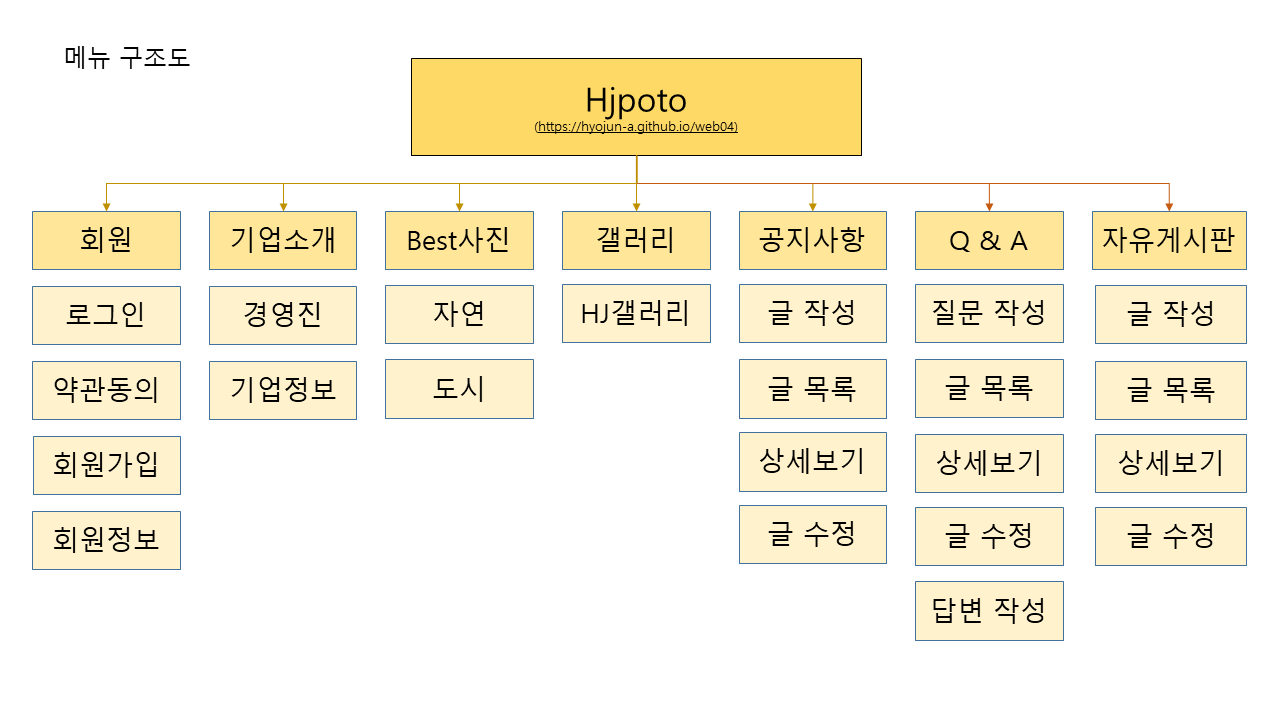 메뉴 구조도
Hjpoto
(https://hyojun-a.github.io/web04)
회원
기업소개
Best사진
갤러리
공지사항
Q & A
자유게시판
로그인
경영진
자연
HJ갤러리
글 작성
질문 작성
글 작성
약관동의
기업정보
도시
글 목록
글 목록
글 목록
회원가입
상세보기
상세보기
상세보기
회원정보
글 수정
글 수정
글 수정
답변 작성